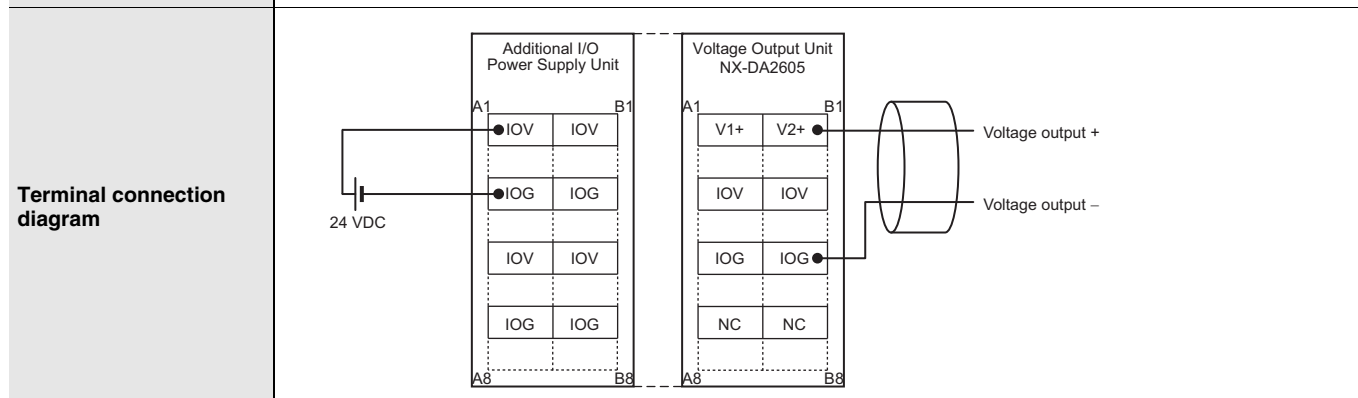 Terminal connection
diagram
Additional I/O
Power Supply Unit
A1 B1
IOV IOV
IOG IOG
IOV IOV
IOG IOG
A8 B8
24 VDC
Voltage Output Unit
NX-DA2605
A1 B1
V1+ V2+
IOV IOV
IOG IOG
NC NC
A8 B8
Voltage output +
Voltage output −